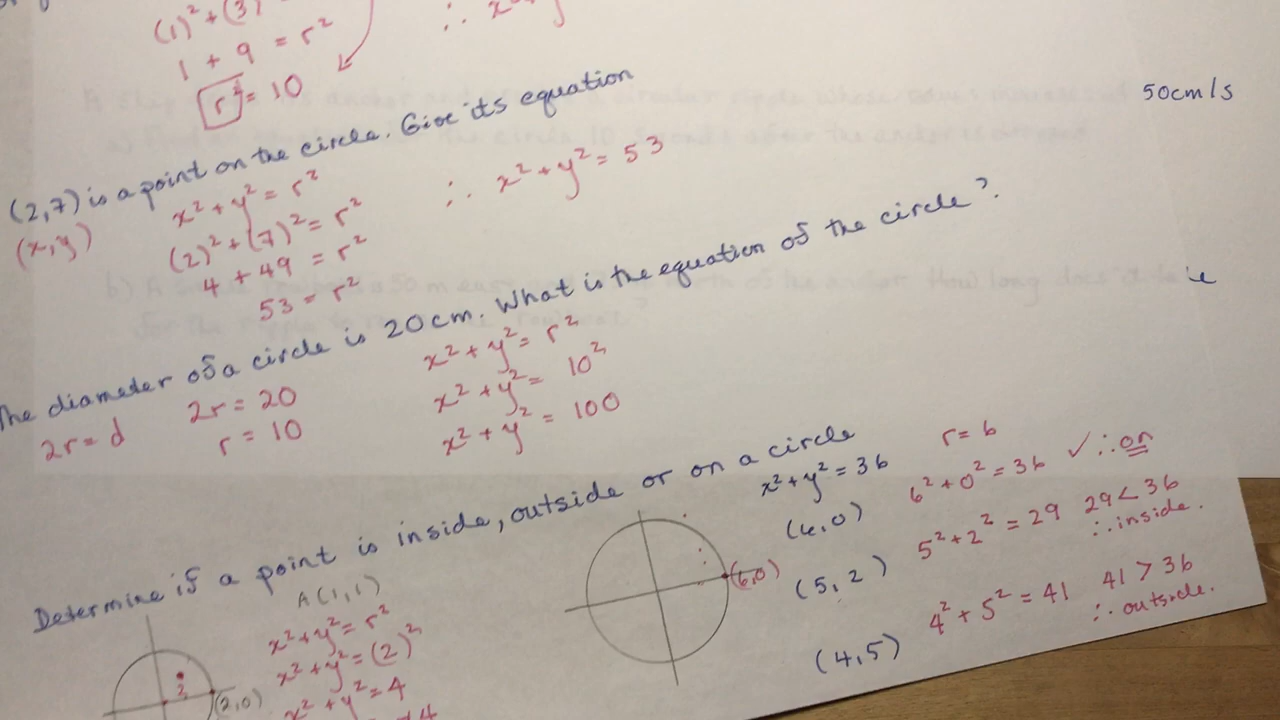 (1)² + (3)
1 + 9 = r²
r² = 10
(2,7) is a point on the circle. Give its equation
(x,y)
x² + y² = r²
(2)² + (7)² = r²
4 + 49 = r²
53 = r²
∴ x² + y² = 53
50cm/s
The diameter of a circle is 20cm. What is the equation of the circle?
2r = d
2r = 20
r = 10
x² + y² = r²
x² + y² = 10²
x² + y² = 100
Determine if a point is inside, outside or on a circle
A (1,1)
x² + y² = r²
x² + y² = (2)²
x² + y² = 4
(2,0)
x² + y² = 36
r = 6
(6,0)
(6,0)
6² + 0² = 36 ✓ ∴ on
(5, 2)
5² + 2² = 29 29 < 36
∴ inside.
(4,5)
4² + 5² = 41 41 > 36
∴ outside.